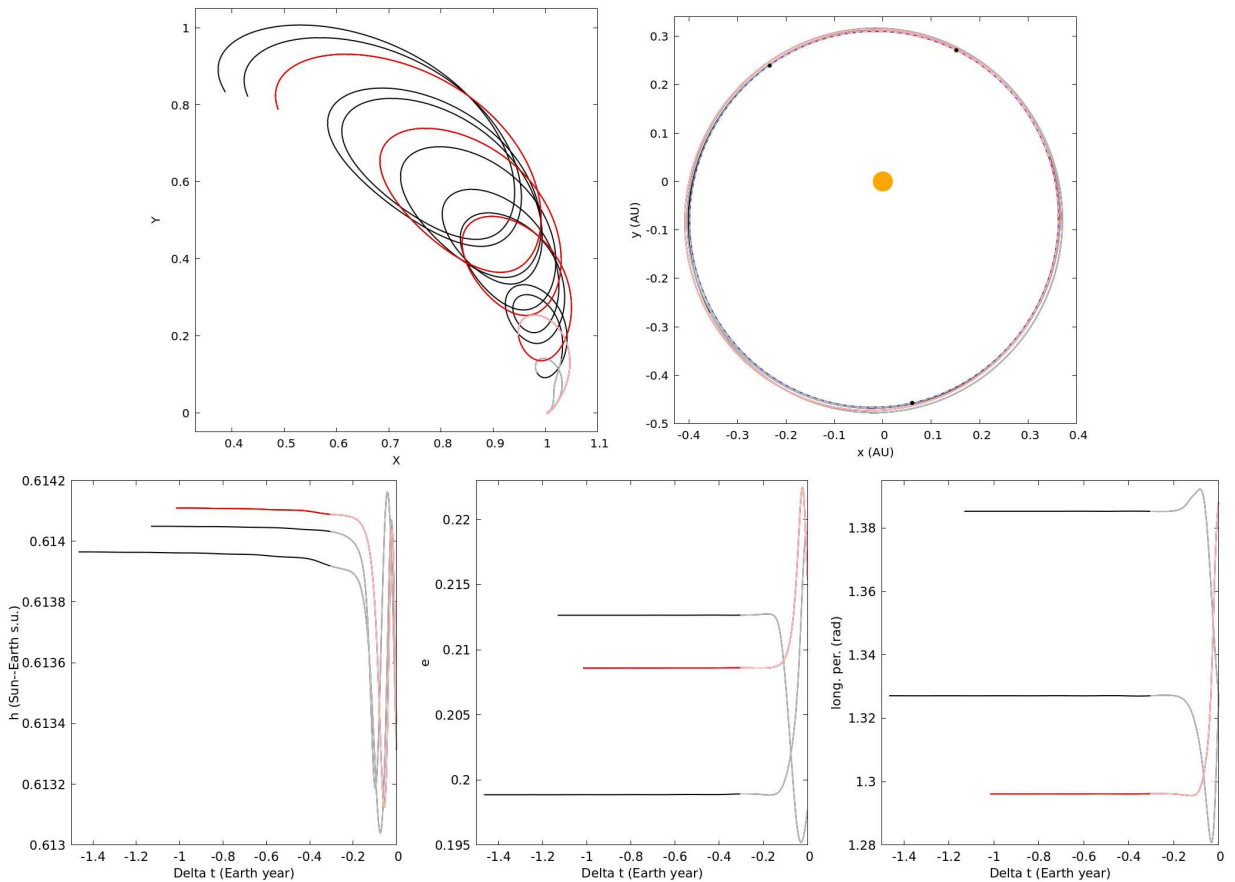 1
0.8
0.6
0.4
0.2
0
Y
0.4 0.5 0.6 0.7 0.8 0.9 1 1.1
X
0.3
0.2
0.1
0
-0.1
-0.2
-0.3
-0.4
-0.5
y (AU)
-0.4 -0.3 -0.2 -0.1 0 0.1 0.2 0.3 0.4
x (AU)
0.6142
0.614
0.6138
0.6136
0.6134
0.6132
0.613
h (Sun--Earth s.u.)
-1.4 -1.2 -1 -0.8 -0.6 -0.4 -0.2 0
Delta t (Earth year)
0.22
0.215
0.21
0.205
0.2
0.195
e
-1.4 -1.2 -1 -0.8 -0.6 -0.4 -0.2 0
Delta t (Earth year)
1.38
1.36
1.34
1.32
1.3
1.28
long. per. (rad)
-1.4 -1.2 -1 -0.8 -0.6 -0.4 -0.2 0
Delta t (Earth year)